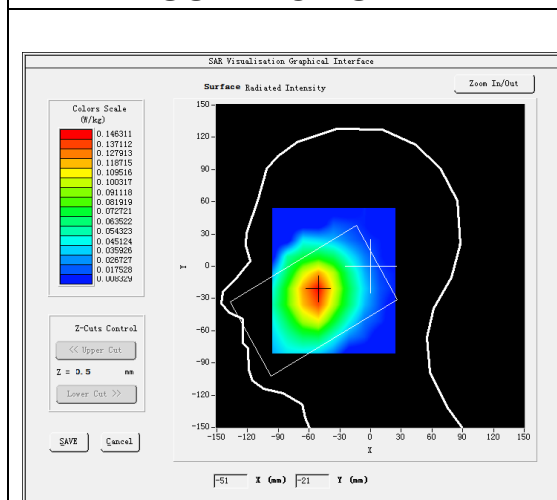 SAR Visualisation Graphical Interface
Surface Radiated Intensity
Zoom In/Out
Colors Scale
(W/kg)
0.146311
0.137112
0.127913
0.118715
0.109516
0.100317
0.091118
0.081919
0.072721
0.063522
0.054323
0.045124
0.035926
0.026727
0.017528
0.008329
Z-Cuts Control
<< Upper Cut
Z = 3.5 mm
Lower Cut >>
SAVE Cancel
150
120
90
60
30
0
-30
-60
-90
-120
-150
Y
-150 -120 -90 -60 -30 0 30 60 90 120 150
X
-51 X (mm) -21 Y (mm)